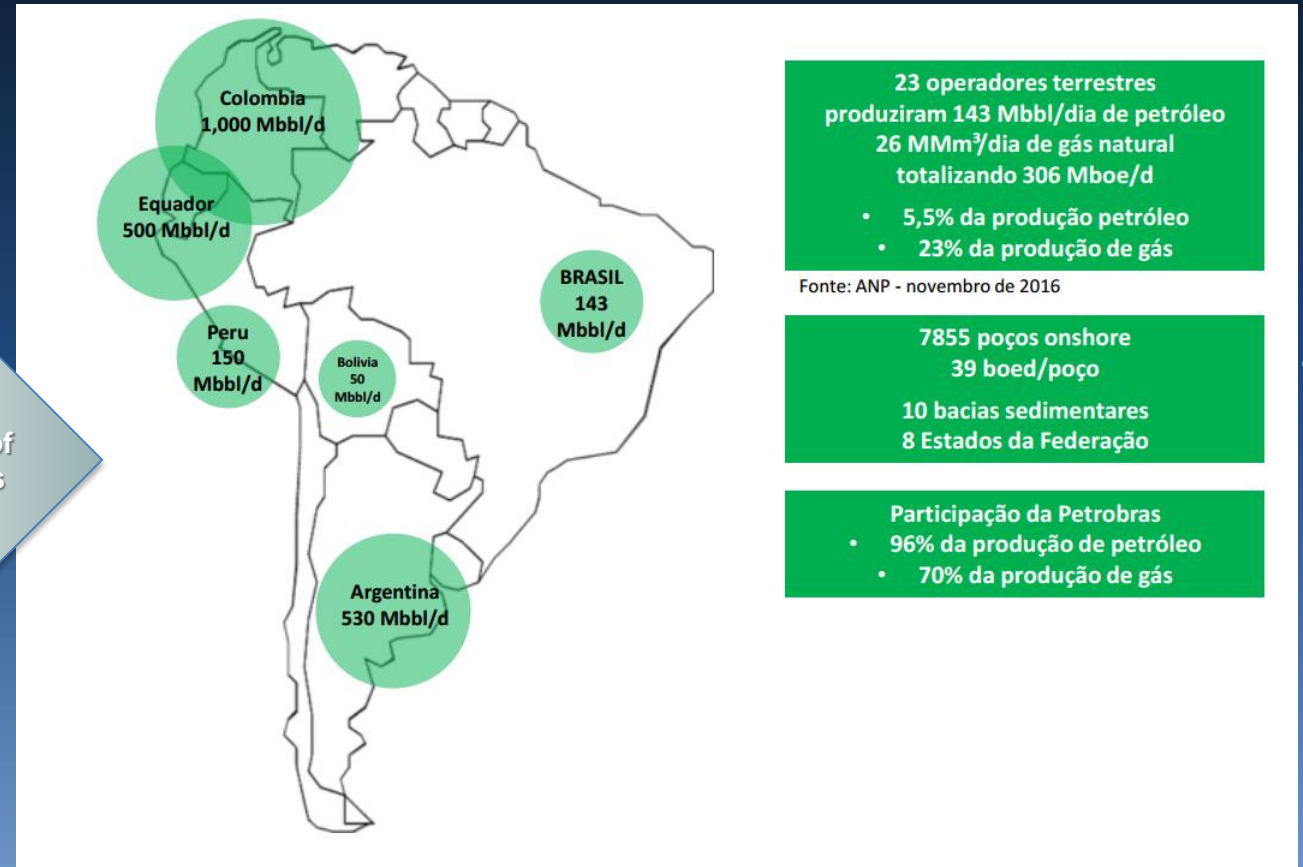 Colombia
1,000 Mbbl/d
Equador
500 Mbbl/d
Peru
150
Mbbl/d
Bolivia
50
Mbbl/d
BRASIL
143
Mbbl/d
Argentina
530 Mbbl/d
23 operadores terrestres
produziram 143 Mbbl/dia de petróleo
26 MMm³/dia de gás natural
totalizando 306 Mboe/d
• 5,5% da produção petróleo
• 23% da produção de gás
Fonte: ANP - novembro de 2016
7855 poços onshore
39 boed/poço
10 bacias sedimentares
8 Estados da Federação
Participação da Petrobras
• 96% da produção de petróleo
• 70% da produção de gás